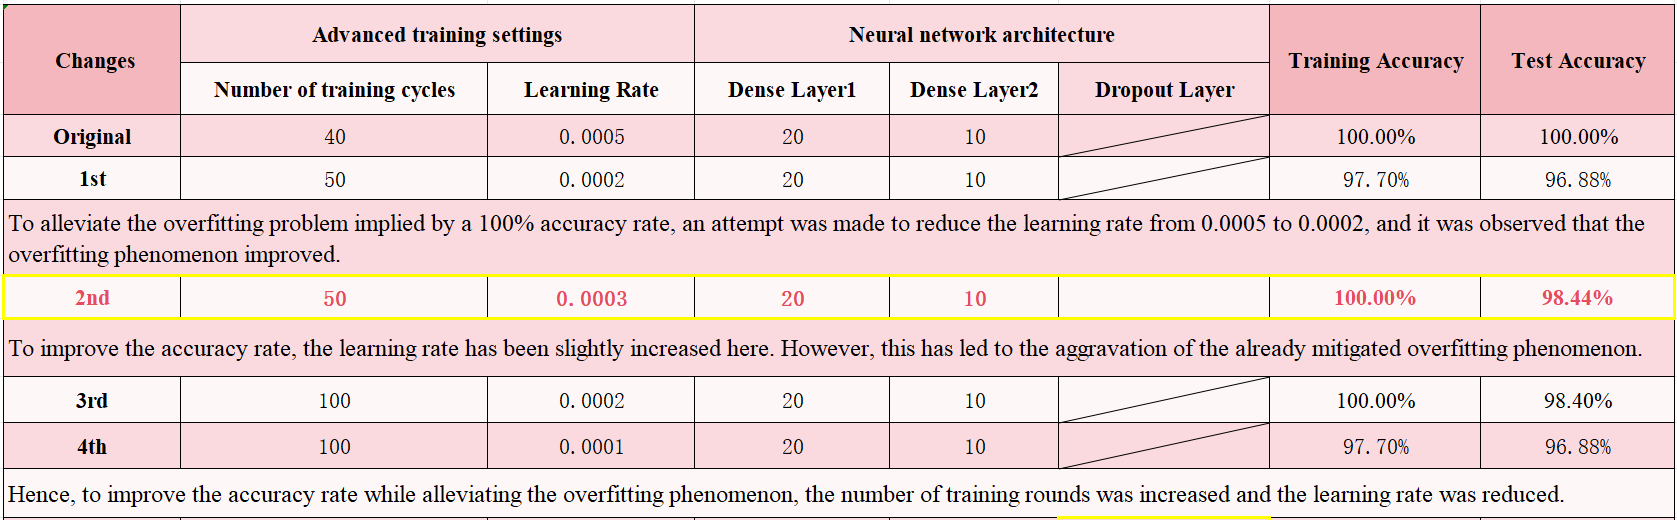 Changes Advanced training settings Neural network architecture Training Accuracy Test Accuracy
Number of training cycles Learning Rate Dense Layer1 Dense Layer2 Dropout Layer
Original 40 0.0005 20 10 100.00% 100.00%
1st 50 0.0002 20 10 97.70% 96.88%
To alleviate the overfitting problem implied by a 100% accuracy rate, an attempt was made to reduce the learning rate from 0.0005 to 0.0002, and it was observed that the
overfitting phenomenon improved.
2nd 50 0.0003 20 10 100.00% 98.44%
To improve the accuracy rate, the learning rate has been slightly increased here. However, this has led to the aggravation of the already mitigated overfitting phenomenon.
3rd 100 0.0002 20 10 100.00% 98.40%
4th 100 0.0001 20 10 97.70% 96.88%
Hence, to improve the accuracy rate while alleviating the overfitting phenomenon, the number of training rounds was increased and the learning rate was reduced.